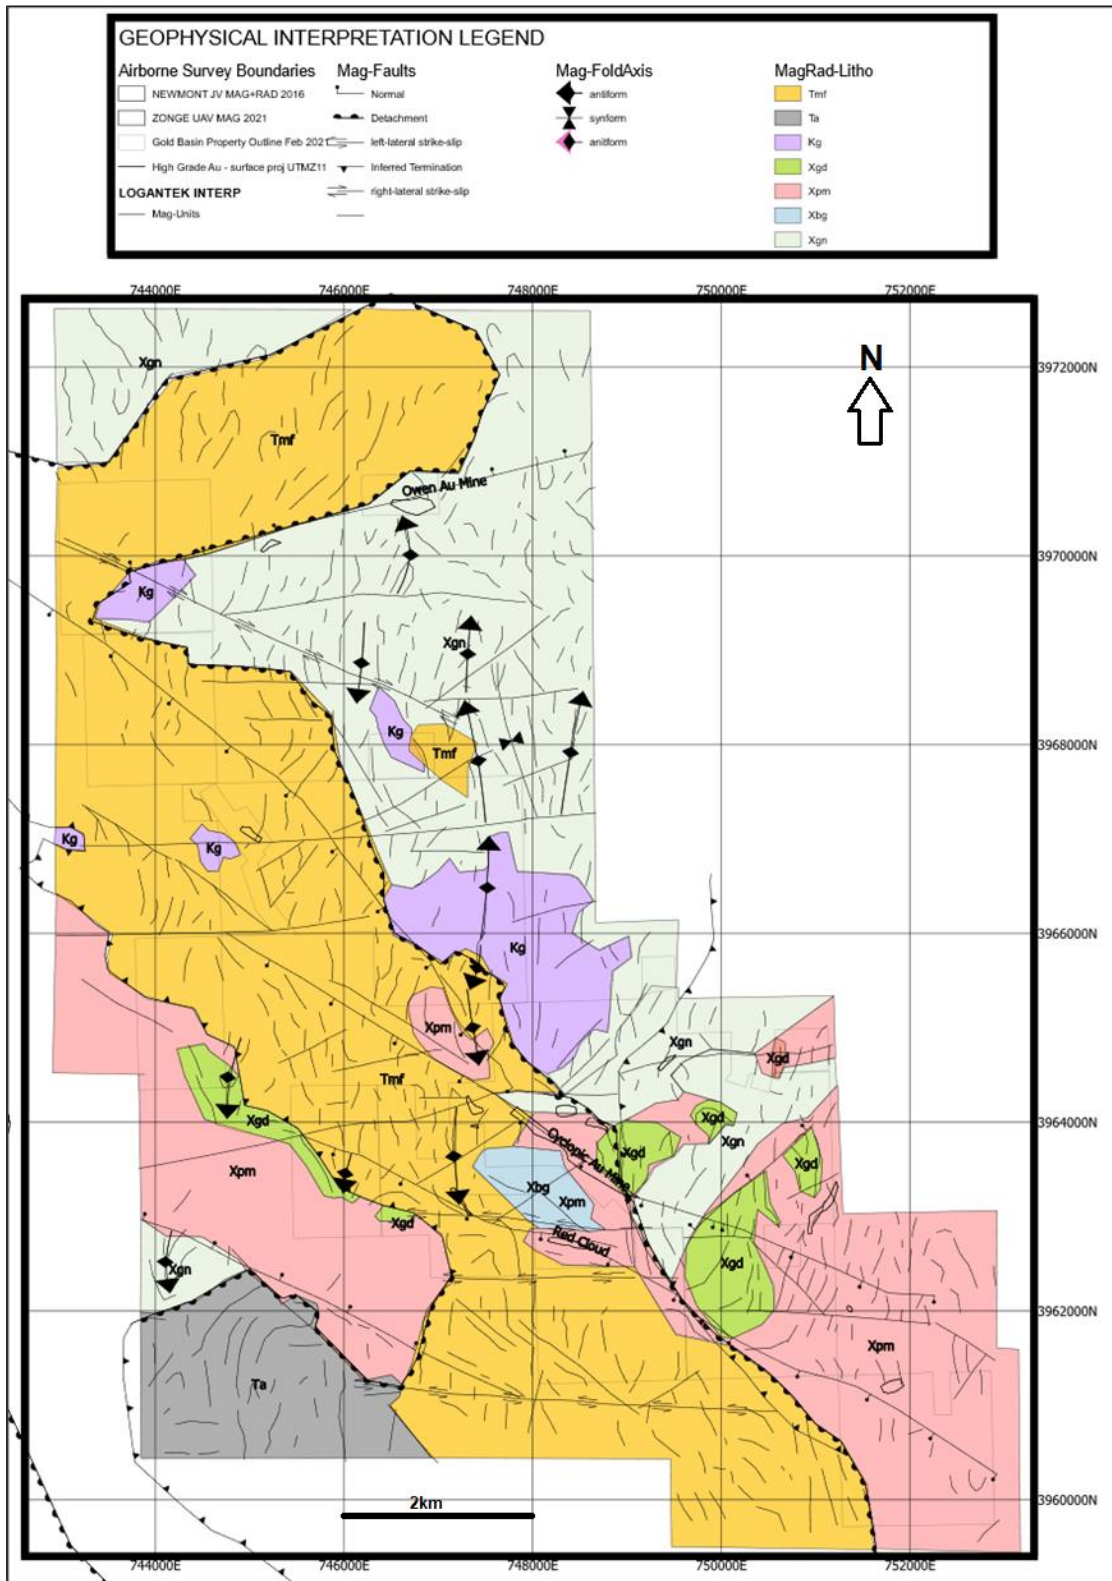 GEOPHYSICAL INTERPRETATION LEGEND
Airborne Survey Boundaries Mag-Faults Mag-FoldAxis MagRad-Litho
NEWMONT JV MAG+RAD 2016 Normal antiform Tmf
ZONGE UAV MAG 2021 Detachment synform Ta
Gold Basin Property Outline Feb 2021 left-lateral strike-slip anitform Kg
High Grade Au - surface proj UTMZ11 Inferred Termination Xgd
LOGANTEK INTERP right-lateral strike-slip Xpm
Mag-Units Xbg
Xgn
744000E 746000E 748000E 750000E 752000E
N
Xgn
3972000N
Tmf
Owen Au Mine
3970000N
Kg
Xgn
Kg
Tmf
3968000N
Kg
Kg
Kg
3966000N
Xpm
Xgn
Xgd
Tmf
Xgd
Xgd
3964000N
Xgn
Cyclopic Au Mine
Xgd
Xgd
Xpm
Xbg
Xpm
Xgd
Red Cloud
Xgn
Xgd
3962000N
Xpm
Ta
2km
3960000N
744000E 746000E 748000E 750000E 752000E